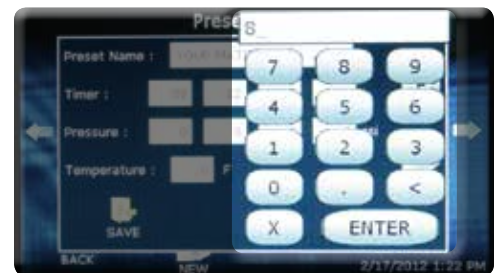 Prese
8_
Preset Name :
7 8 9
Timer :
4 5 6
Pressure :
1 2 3
Temperature : F
0 . <
SAVE
X ENTER
BACK NEW 2/17/2012 1:22 PM